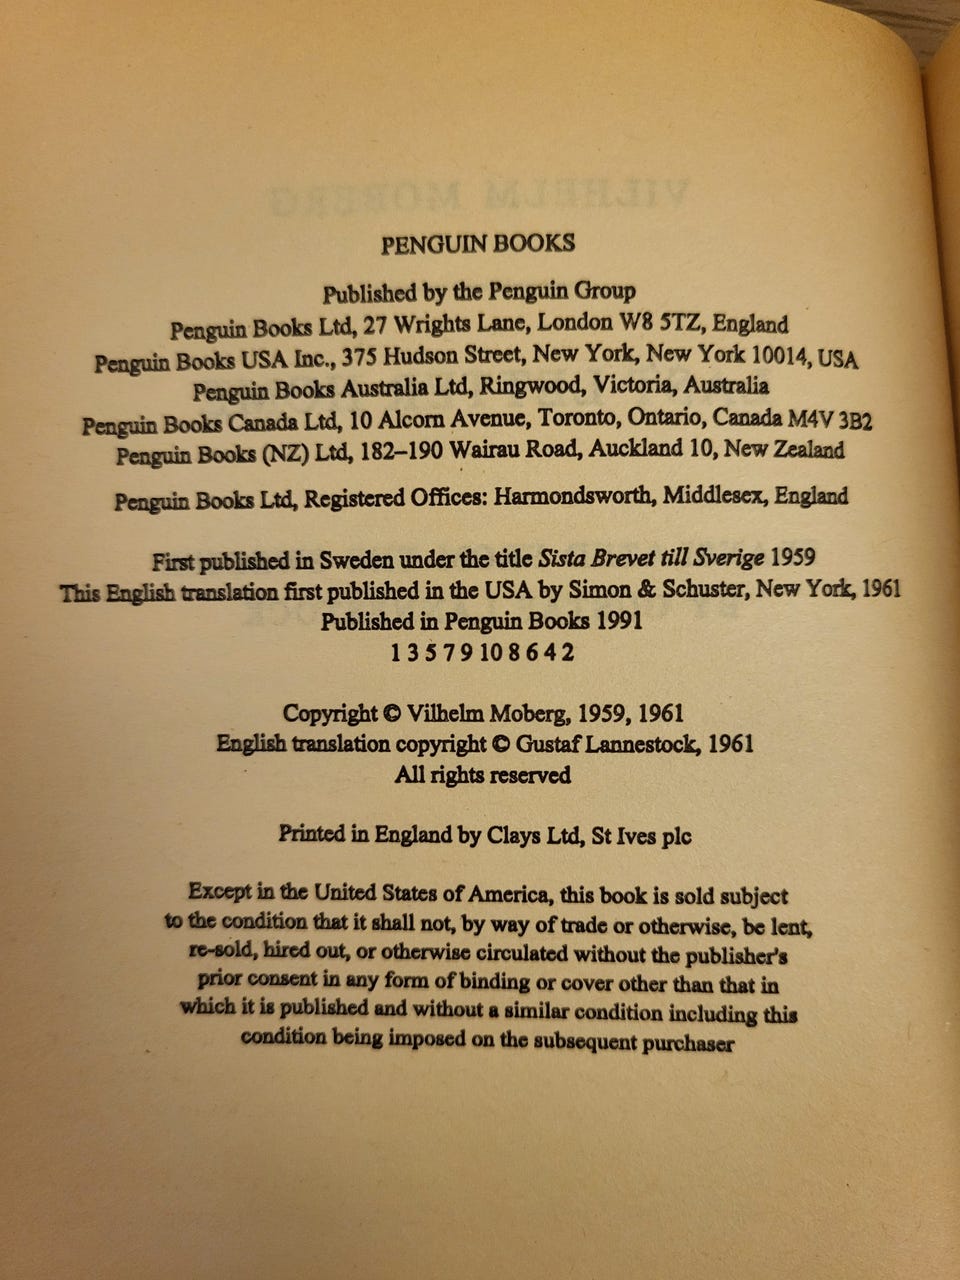 VILHELM MOBERG
PENGUIN BOOKS
Published by the Penguin Group
Penguin Books Ltd, 27 Wrights Lane, London W8 5TZ, England
Penguin Books USA Inc., 375 Hudson Street, New York, New York 10014, USA
Penguin Books Australia Ltd, Ringwood, Victoria, Australia
Penguin Books Canada Ltd, 10 Alcorn Avenue, Toronto, Ontario, Canada M4V 3B2
Penguin Books (NZ) Ltd, 182–190 Wairau Road, Auckland 10, New Zealand
Penguin Books Ltd, Registered Offices: Harmondsworth, Middlesex, England
First published in Sweden under the title Sista Brevet till Sverige 1959
This English translation first published in the USA by Simon & Schuster, New York, 1961
Published in Penguin Books 1991
1 3 5 7 9 10 8 6 4 2
Copyright © Vilhelm Moberg, 1959, 1961
English translation copyright © Gustaf Lannestock, 1961
All rights reserved
Printed in England by Clays Ltd, St Ives plc
Except in the United States of America, this book is sold subject
to the condition that it shall not, by way of trade or otherwise, be lent,
re-sold, hired out, or otherwise circulated without the publisher's
prior consent in any form of binding or cover other than that in
which it is published and without a similar condition including this
condition being imposed on the subsequent purchaser